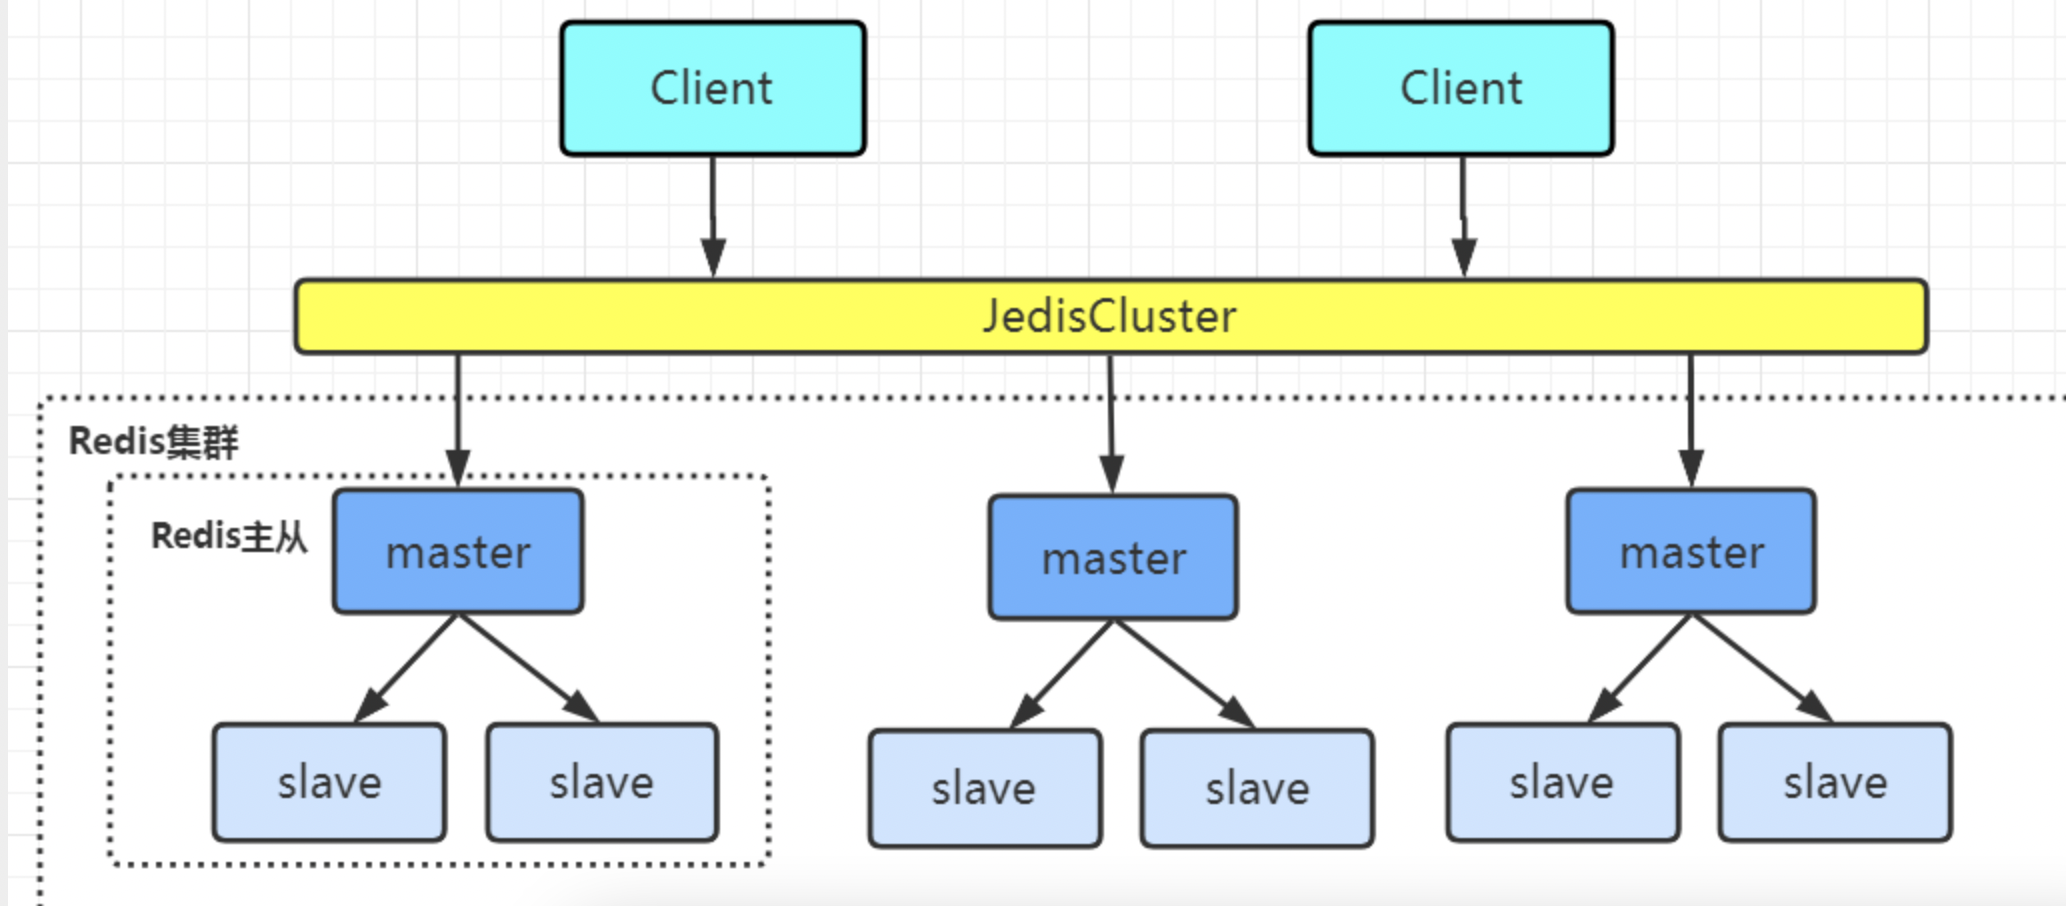 Client
Client
JedisCluster
Redis集群
Redis主从
master
master
master
slave
slave
slave
slave
slave
slave